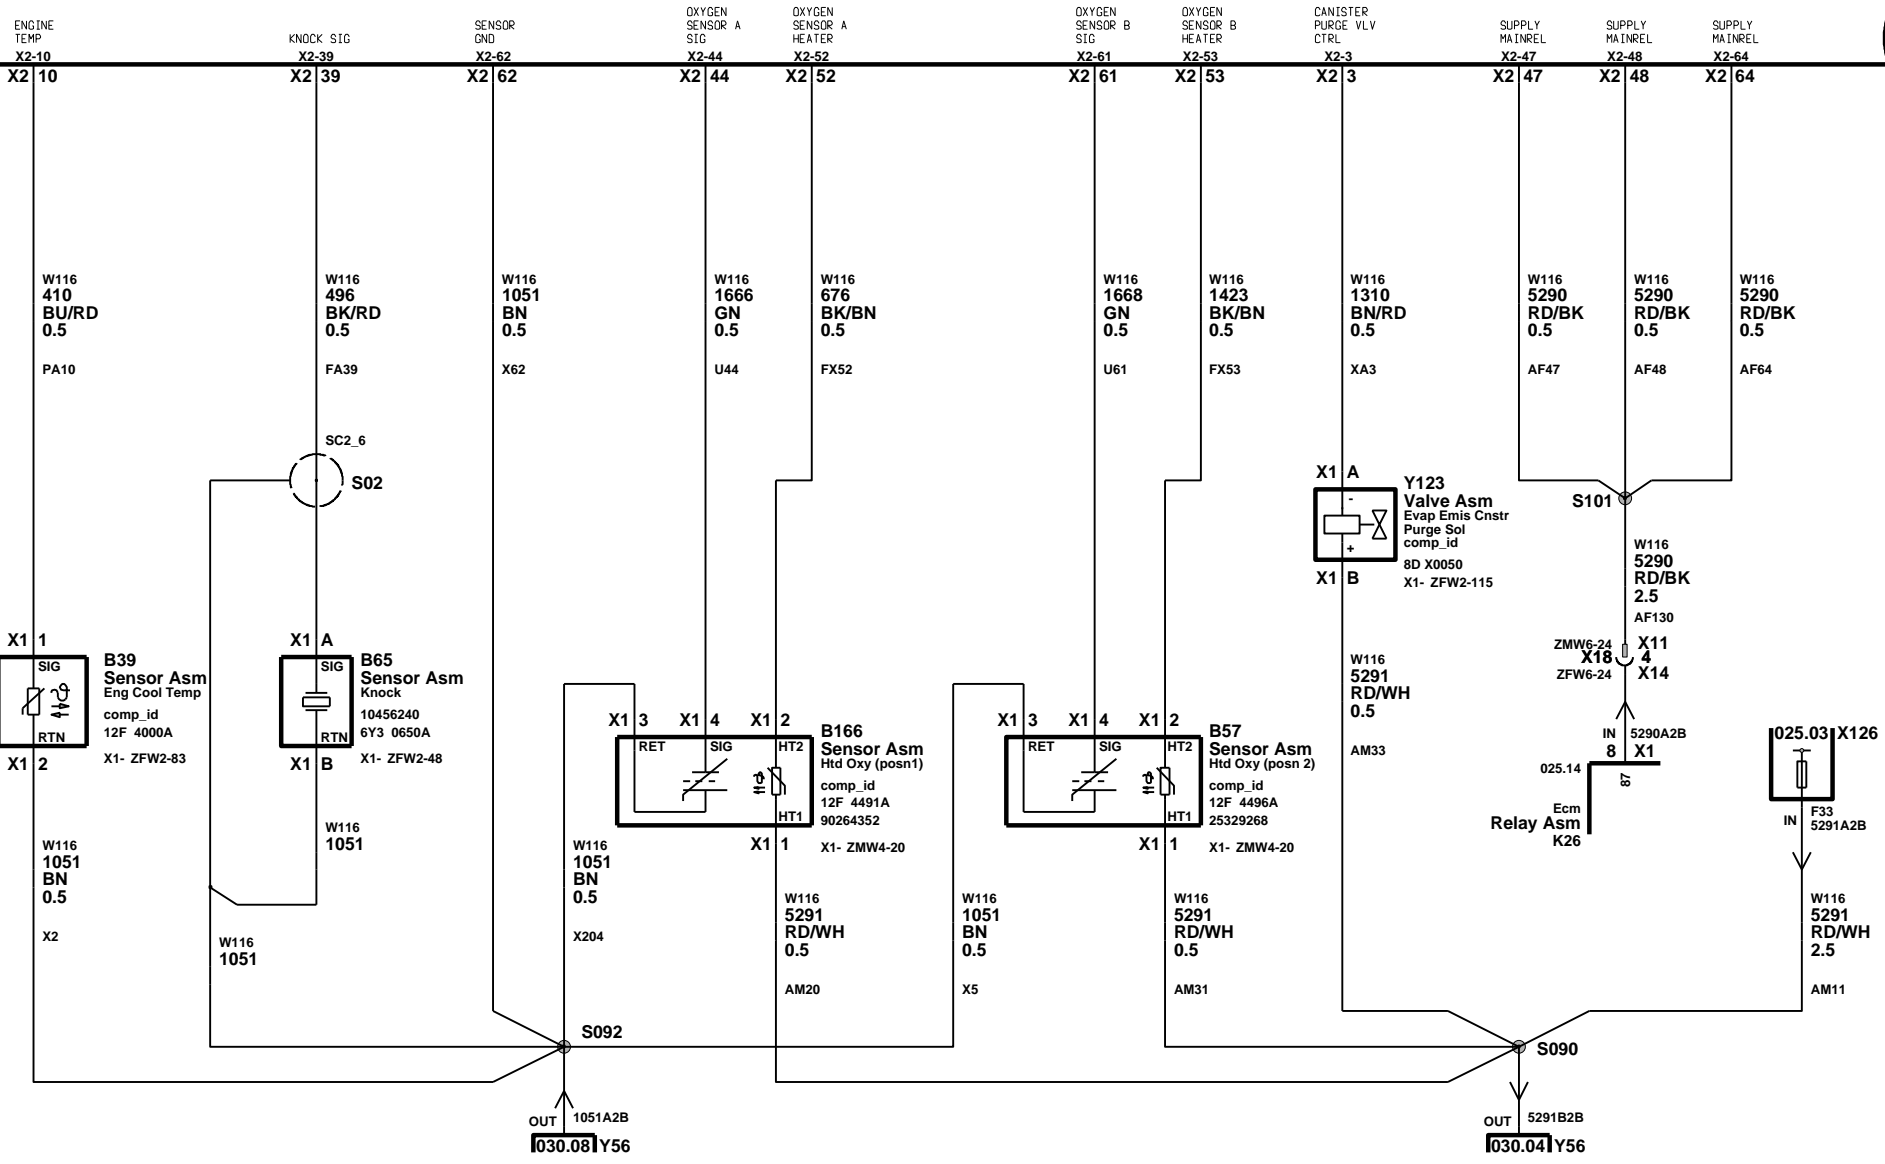 ENGINE
TEMP
X2-10
KNOCK SIG
X2-39
SENSOR
GND
X2-62
OXYGEN
SENSOR A
SIG
X2-44
OXYGEN
SENSOR A
HEATER
X2-52
OXYGEN
SENSOR B
SIG
X2-61
OXYGEN
SENSOR B
HEATER
X2-53
CANISTER
PURGE VLV
CTRL
X2-3
SUPPLY
MAINREL
X2-47
SUPPLY
MAINREL
X2-48
SUPPLY
MAINREL
X2-64
X2 10
X2 39
X2 62
X2 44
X2 52
X2 61
X2 53
X2 3
X2 47
X2 48
X2 64
W116
410
BU/RD
0.5
PA10
W116
496
BK/RD
0.5
FA39
W116
1051
BN
0.5
X62
W116
1666
GN
0.5
U44
W116
676
BK/BN
0.5
FX52
W116
1668
GN
0.5
U61
W116
1423
BK/BN
0.5
FX53
W116
1310
BN/RD
0.5
XA3
W116
5290
RD/BK
0.5
AF47
W116
5290
RD/BK
0.5
AF48
W116
5290
RD/BK
0.5
AF64
SC2_6
S02
X1 A
-
+
X1 B
Y123
Valve Asm
Evap Emis Cnstr
Purge Sol
comp_id
8D X0050
X1- ZFW2-115
S101
W116
5290
RD/BK
2.5
AF130
ZMW6-24 X11
X18 4
ZFW6-24 X14
X1 1
SIG
RTN
X1 2
B39
Sensor Asm
Eng Cool Temp
comp_id
12F 4000A
X1- ZFW2-83
X1 A
SIG
RTN
X1 B
B65
Sensor Asm
Knock
10456240
6Y3 0650A
X1- ZFW2-48
X1 3
X1 4
X1 2
RET
SIG
HT2
HT1
X1 1
B166
Sensor Asm
Htd Oxy (posn1)
comp_id
12F 4491A
90264352
X1- ZMW4-20
X1 3
X1 4
X1 2
RET
SIG
HT2
HT1
X1 1
B57
Sensor Asm
Htd Oxy (posn 2)
comp_id
12F 4496A
25329268
X1- ZMW4-20
W116
5291
RD/WH
0.5
AM33
IN 5290A2B
8 X1
025.14
87
Ecm
Relay Asm
K26
025.03 X126
F33
IN 5291A2B
W116
1051
BN
0.5
X2
W116
1051
W116
1051
W116
1051
BN
0.5
X204
W116
5291
RD/WH
0.5
AM20
W116
1051
BN
0.5
X5
W116
5291
RD/WH
0.5
AM31
W116
5291
RD/WH
2.5
AM11
S092
S090
OUT 1051A2B
030.08 Y56
OUT 5291B2B
030.04 Y56